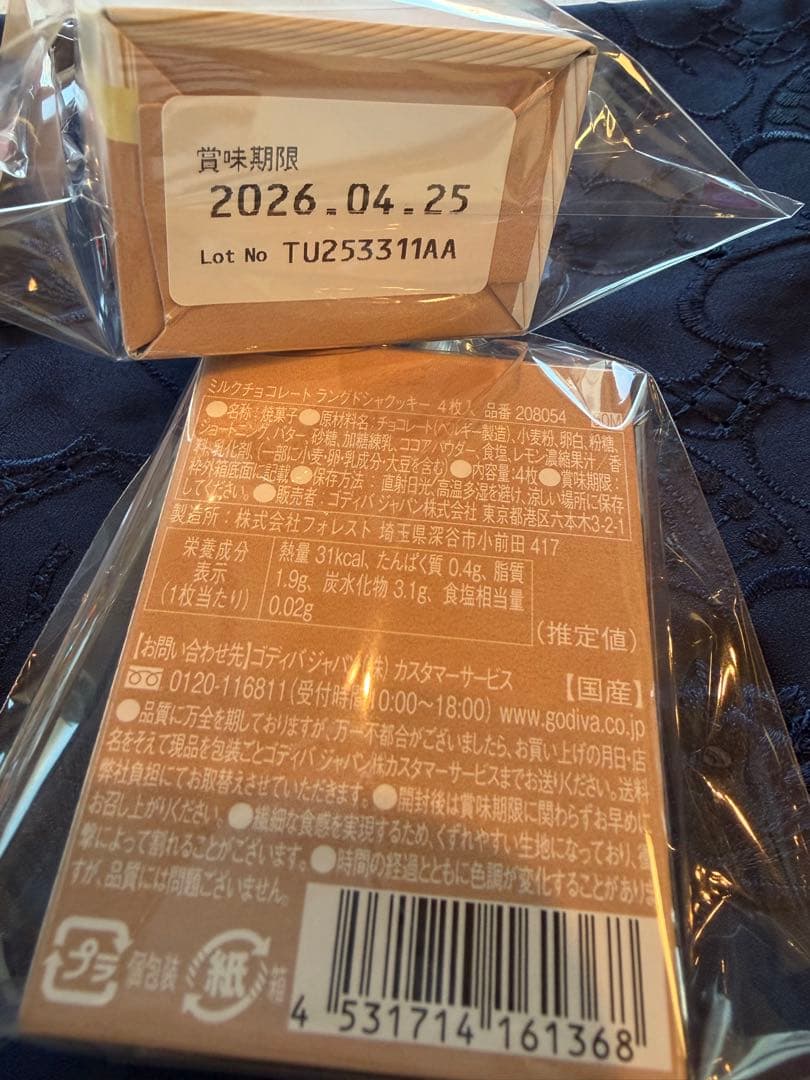 賞味期限
2026.04.25
Lot No TU253311AA
ミルクチョコレート ラングドシャクッキー 4枚入 品番 208054
●名称：焼菓子●原材料名：チョコレート(ベルギー製造)、小麦粉、卵白、粉糖、
ショートニング、バター、砂糖、加糖練乳、ココアパウダー、食塩、レモン濃縮果汁／香
料、乳化剤、(一部に小麦・卵・乳成分・大豆を含む)●内容量:4枚●賞味期限：
枠外箱底面に記載●保存方法：直射日光、高温多湿を避け、涼しい場所に保存
してください。●販売者：ゴディバ ジャパン株式会社 東京都港区六本木3-2-1
製造所：株式会社フォレスト 埼玉県深谷市小前田 417
栄養成分
表示
(1枚当たり)
熱量 31kcal、たんぱく質 0.4g、脂質
1.9g、炭水化物 3.1g、食塩相当量
0.02g
(推定値)
【お問い合わせ先】ゴディバ ジャパン(株) カスタマーサービス
0120-116811(受付時間10:00〜18:00) www.godiva.co.jp
【国産】
●品質に万全を期しておりますが、万一不都合がございましたら、お買い上げの月日・店
名をそえて現品を包装ごとゴディバ ジャパン㈱カスタマーサービスまでお送りください。送料
弊社負担にてお取替えさせていただきます。●開封後は賞味期限に関わらずお早めに
お召し上がりください。●繊細な食感を実現するため、くずれやすい生地になっており、衝
撃によって割れることがございます。●時間の経過とともに色調が変化することがありま
すが、品質には問題ございません。
プラ 個包装 紙 箱
4 531714 161368